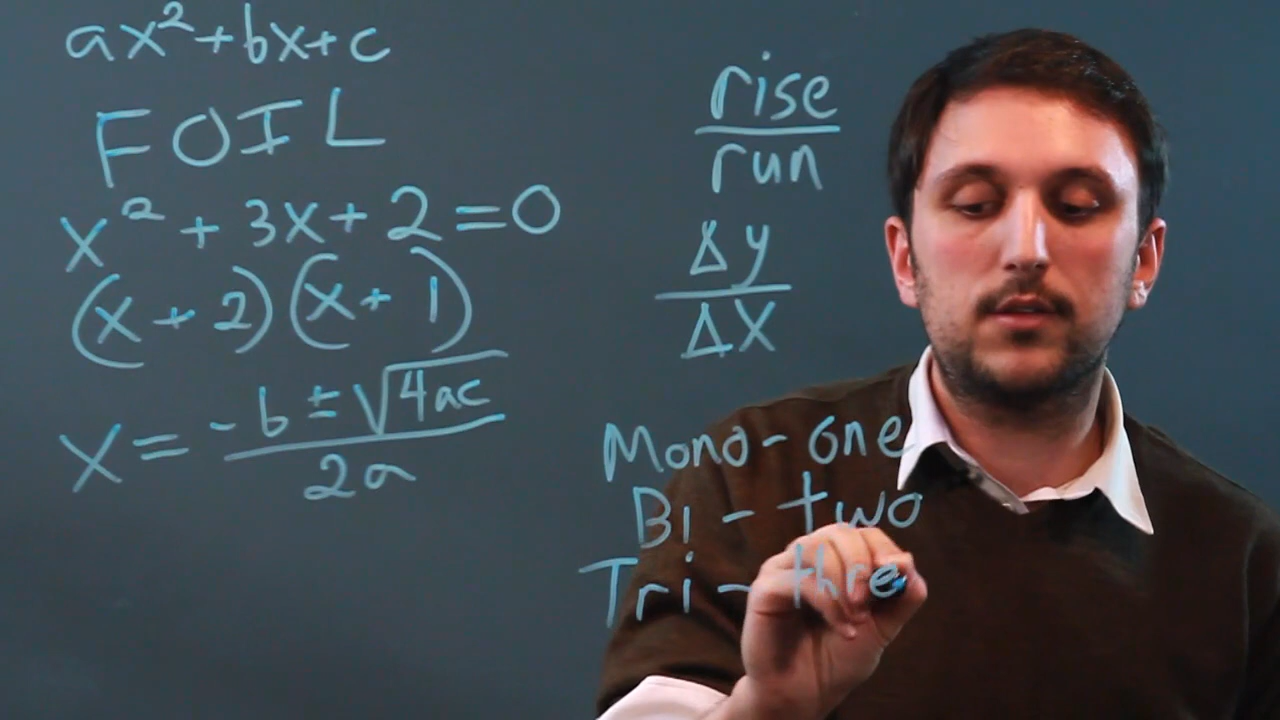 ax²+bx+c
FOIL
x²+3x+2=0
(x+2)(x+1)
x=-b±√4ac/2a
rise
run
Δy
Δx
Mono-one
Bi-two
Tri-thre